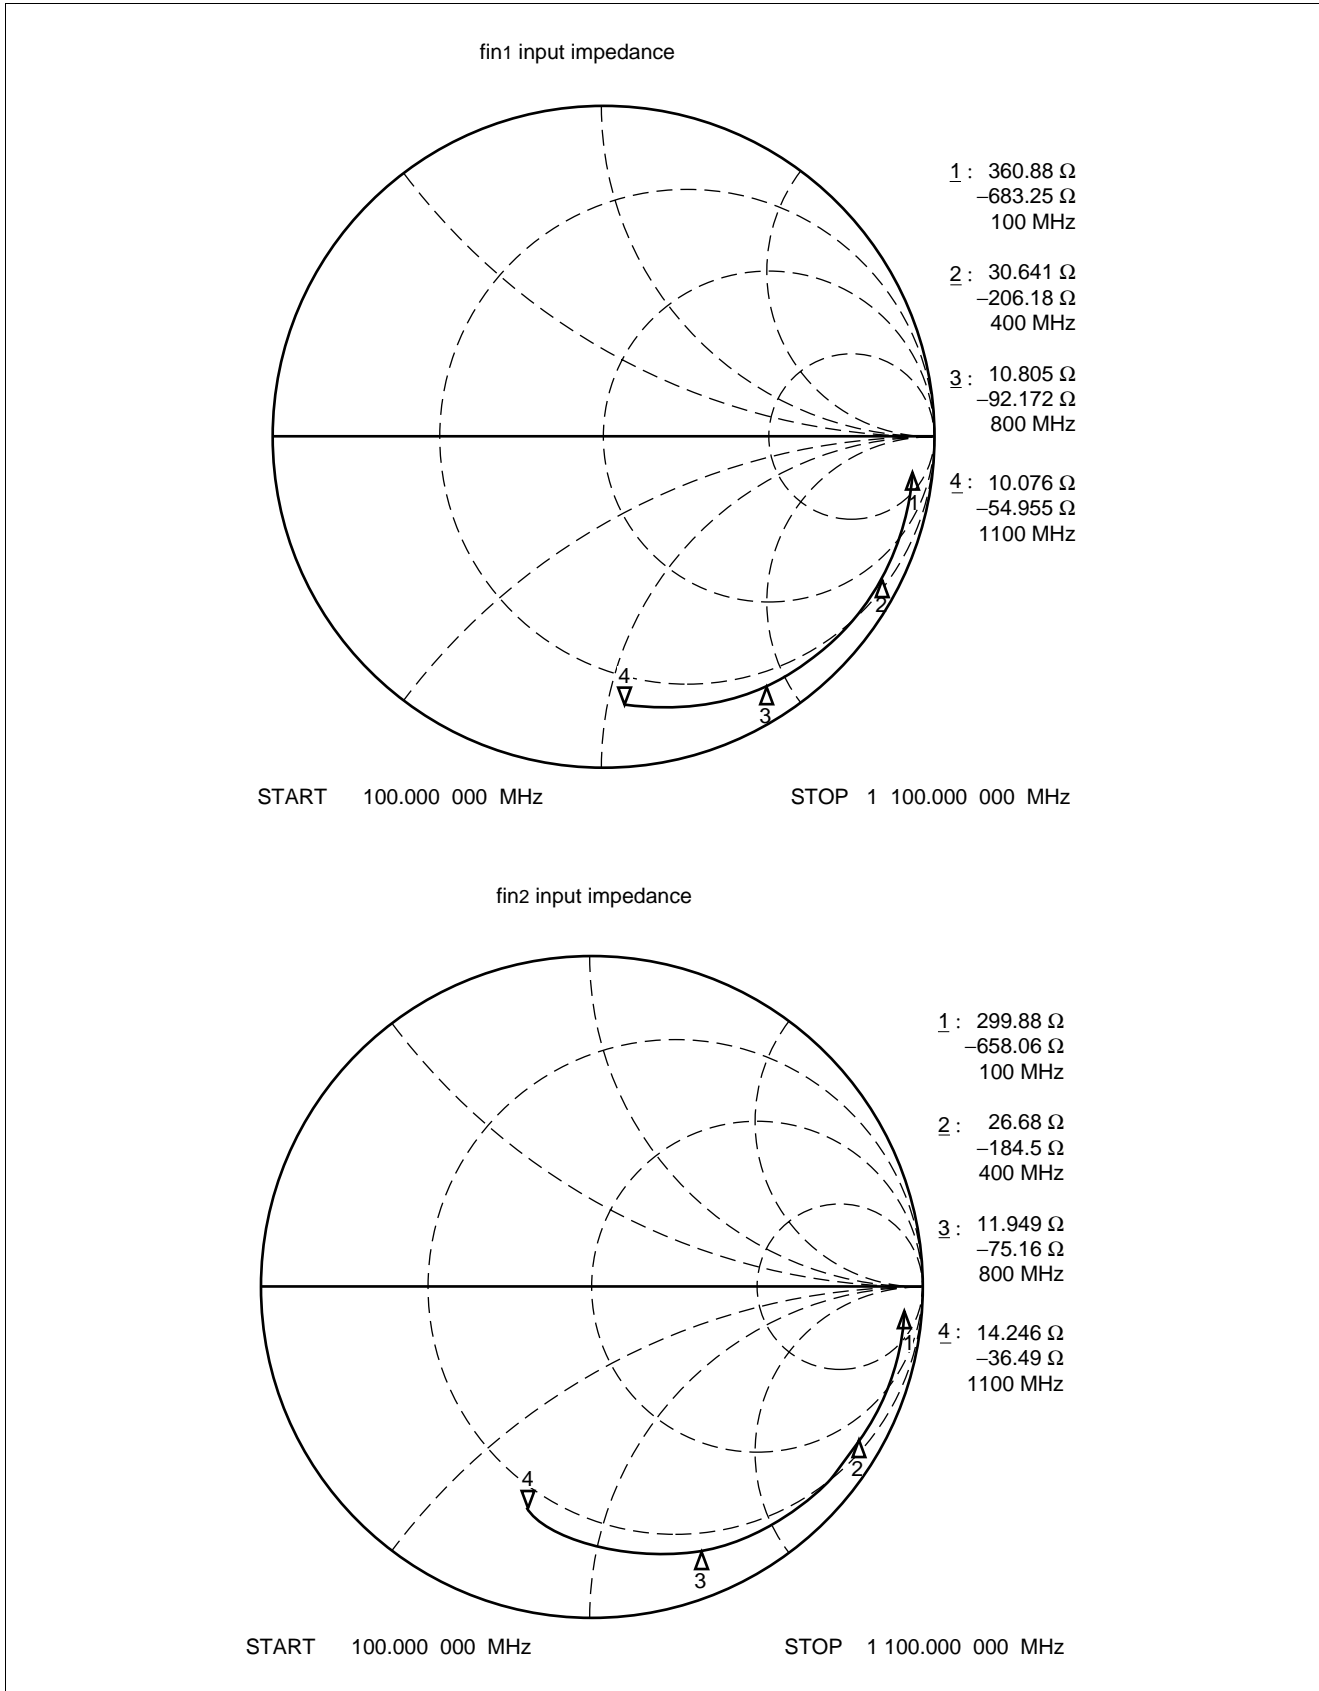 fin1 input impedance
1 : 360.88 Ω
−683.25 Ω
100 MHz
2 : 30.641 Ω
−206.18 Ω
400 MHz
3 : 10.805 Ω
−92.172 Ω
800 MHz
4 : 10.076 Ω
−54.955 Ω
1100 MHz
1
2
4
3
START 100.000 000 MHz STOP 1 100.000 000 MHz
fin2 input impedance
1 : 299.88 Ω
−658.06 Ω
100 MHz
2 : 26.68 Ω
−184.5 Ω
400 MHz
3 : 11.949 Ω
−75.16 Ω
800 MHz
4 : 14.246 Ω
−36.49 Ω
1100 MHz
1
2
4
3
START 100.000 000 MHz STOP 1 100.000 000 MHz